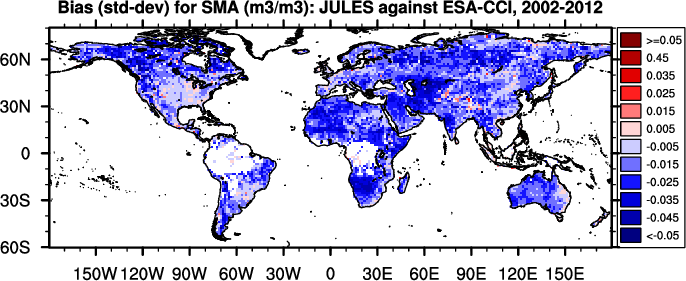 Bias (std-dev) for SMA (m3/m3): JULES against ESA-CCI, 2002-2012
60N
30N
0
30S
60S
150W 120W 90W 60W 30W 0 30E 60E 90E 120E 150E
>=0.05
0.45
0.035
0.025
0.015
0.005
-0.005
-0.015
-0.025
-0.035
-0.045
<-0.05